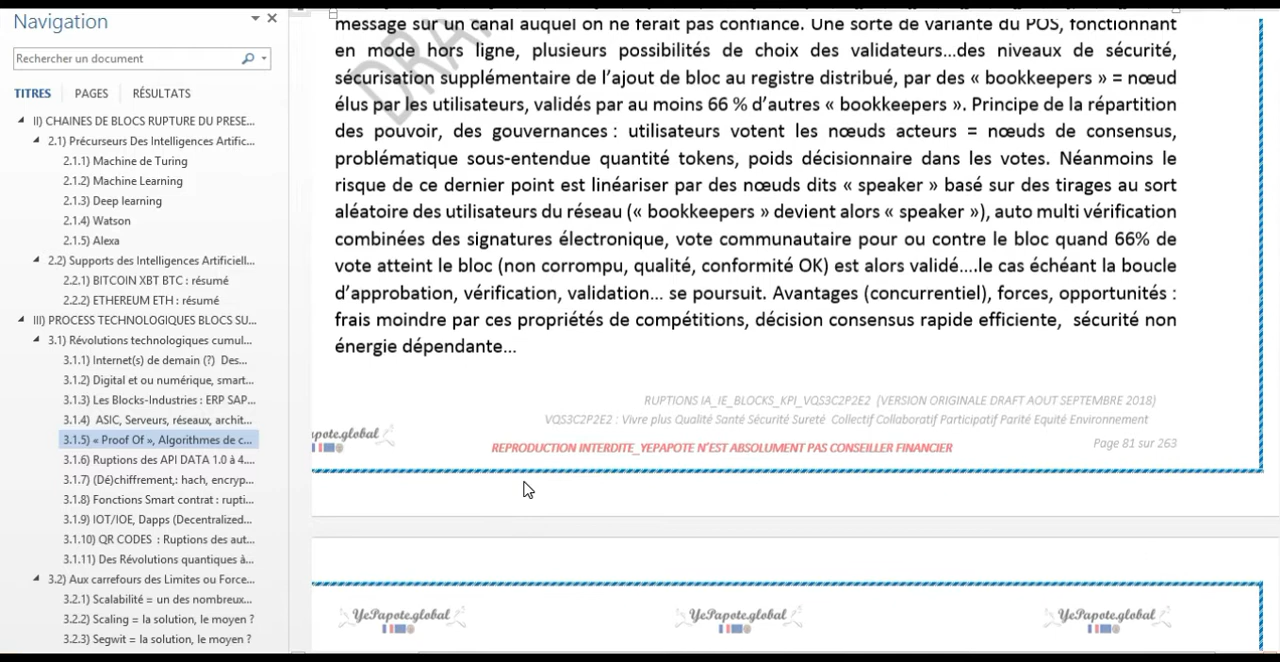 Navigation
Rechercher un document
TITRES PAGES RÉSULTATS
II) CHAINES DE BLOCS RUPTURE DU PRESE...
2.1) Précurseurs Des Intelligences Artific...
2.1.1) Machine de Turing
2.1.2) Machine Learning
2.1.3) Deep learning
2.1.4) Watson
2.1.5) Alexa
2.2) Supports des Intelligences Artificiell...
2.2.1) BITCOIN XBT BTC : résumé
2.2.2) ETHEREUM ETH : résumé
III) PROCESS TECHNOLOGIQUES BLOCS SU...
3.1) Révolutions technologiques cumul...
3.1.1) Internet(s) de demain (?) Des...
3.1.2) Digital et ou numérique, smart...
3.1.3) Les Blocks-Industries : ERP SAP...
3.1.4) ASIC, Serveurs, réseaux, archit...
3.1.5) « Proof Of », Algorithmes de c...
3.1.6) Ruptions des API DATA 1.0 à 4....
3.1.7) (Dé)chiffrement,: hach, encryp...
3.1.8) Fonctions Smart contrat : rupti...
3.1.9) IOT/IOE, Dapps (Decentralized...
3.1.10) QR CODES : Ruptions des aut...
3.1.11) Des Révolutions quantiques à...
3.2) Aux carrefours des Limites ou Force...
3.2.1) Scalabilité = un des nombreux...
3.2.2) Scaling = la solution, le moyen ?
3.2.3) Segwit = la solution, le moyen ?
message sur un canal auquel on ne ferait pas confiance. Une sorte de variante du POS, fonctionnant
en mode hors ligne, plusieurs possibilités de choix des validateurs...des niveaux de sécurité,
sécurisation supplémentaire de l’ajout de bloc au registre distribué, par des « bookkeepers » = nœud
élus par les utilisateurs, validés par au moins 66 % d’autres « bookkeepers ». Principe de la répartition
des pouvoir, des gouvernances : utilisateurs votent les nœuds acteurs = nœuds de consensus,
problématique sous-entendue quantité tokens, poids décisionnaire dans les votes. Néanmoins le
risque de ce dernier point est linéariser par des nœuds dits « speaker » basé sur des tirages au sort
aléatoire des utilisateurs du réseau (« bookkeepers » devient alors « speaker »), auto multi vérification
combinées des signatures électronique, vote communautaire pour ou contre le bloc quand 66% de
vote atteint le bloc (non corrompu, qualité, conformité OK) est alors validé....le cas échéant la boucle
d’approbation, vérification, validation... se poursuit. Avantages (concurrentiel), forces, opportunités :
frais moindre par ces propriétés de compétitions, décision consensus rapide efficiente, sécurité non
énergie dépendante...
DRA
RUPTIONS IA_IE_BLOCKS_KPI_VQS3C2P2E2 (VERSION ORIGINALE DRAFT AOUT SEPTEMBRE 2018)
VQS3C2P2E2 : Vivre plus Qualité Santé Sécurité Sureté Collectif Collaboratif Participatif Parité Equité Environnement
apote.global
REPRODUCTION INTERDITE_YEPAPOTE N’EST ABSOLUMENT PAS CONSEILLER FINANCIER
Page 81 sur 263
YePapote.global YePapote.global YePapote.global